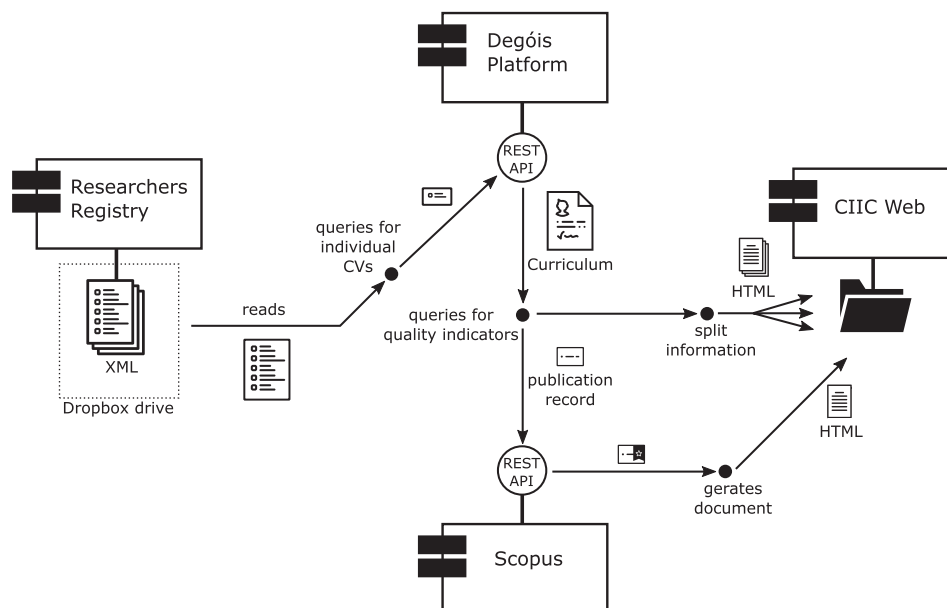 Degóis
Platform
REST
API
Researchers
Registry
queries for
individual
CVs
Curriculum
CIIC Web
HTML
reads
XML
Dropbox drive
queries for
quality indicators
split
information
publication
record
HTML
REST
API
gerates
document
Scopus